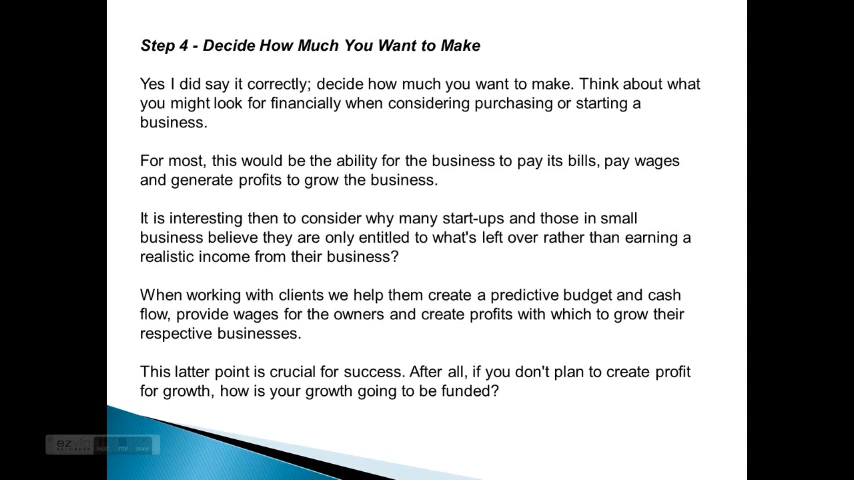 Step 4 - Decide How Much You Want to Make
Yes I did say it correctly; decide how much you want to make. Think about what
you might look for financially when considering purchasing or starting a
business.
For most, this would be the ability for the business to pay its bills, pay wages
and generate profits to grow the business.
It is interesting then to consider why many start-ups and those in small
business believe they are only entitled to what's left over rather than earning a
realistic income from their business?
When working with clients we help them create a predictive budget and cash
flow, provide wages for the owners and create profits with which to grow their
respective businesses.
This latter point is crucial for success. After all, if you don't plan to create profit
for growth, how is your growth going to be funded?
ezvid
RECORDER